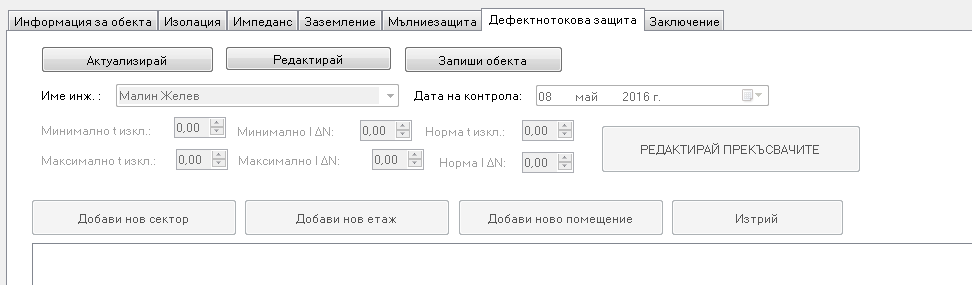 Информация за обекта Изолация Импеданс Заземление Мълниезащита Дефектнотокова защита Заключение
Актуализирай Редактирай Запиши обекта
Име инж. : Малин Желев Дата на контрола: 08 май 2016 г.
Минимално t изкл.: 0,00 Минимално I ΔN: 0,00 Норма t изкл.: 0,00
Максимално t изкл.: 0,00 Максимално I ΔN: 0,00 Норма I ΔN: 0,00
РЕДАКТИРАЙ ПРЕКЪСВАЧИТЕ
Добави нов сектор Добави нов етаж Добави ново помещение Изтрий